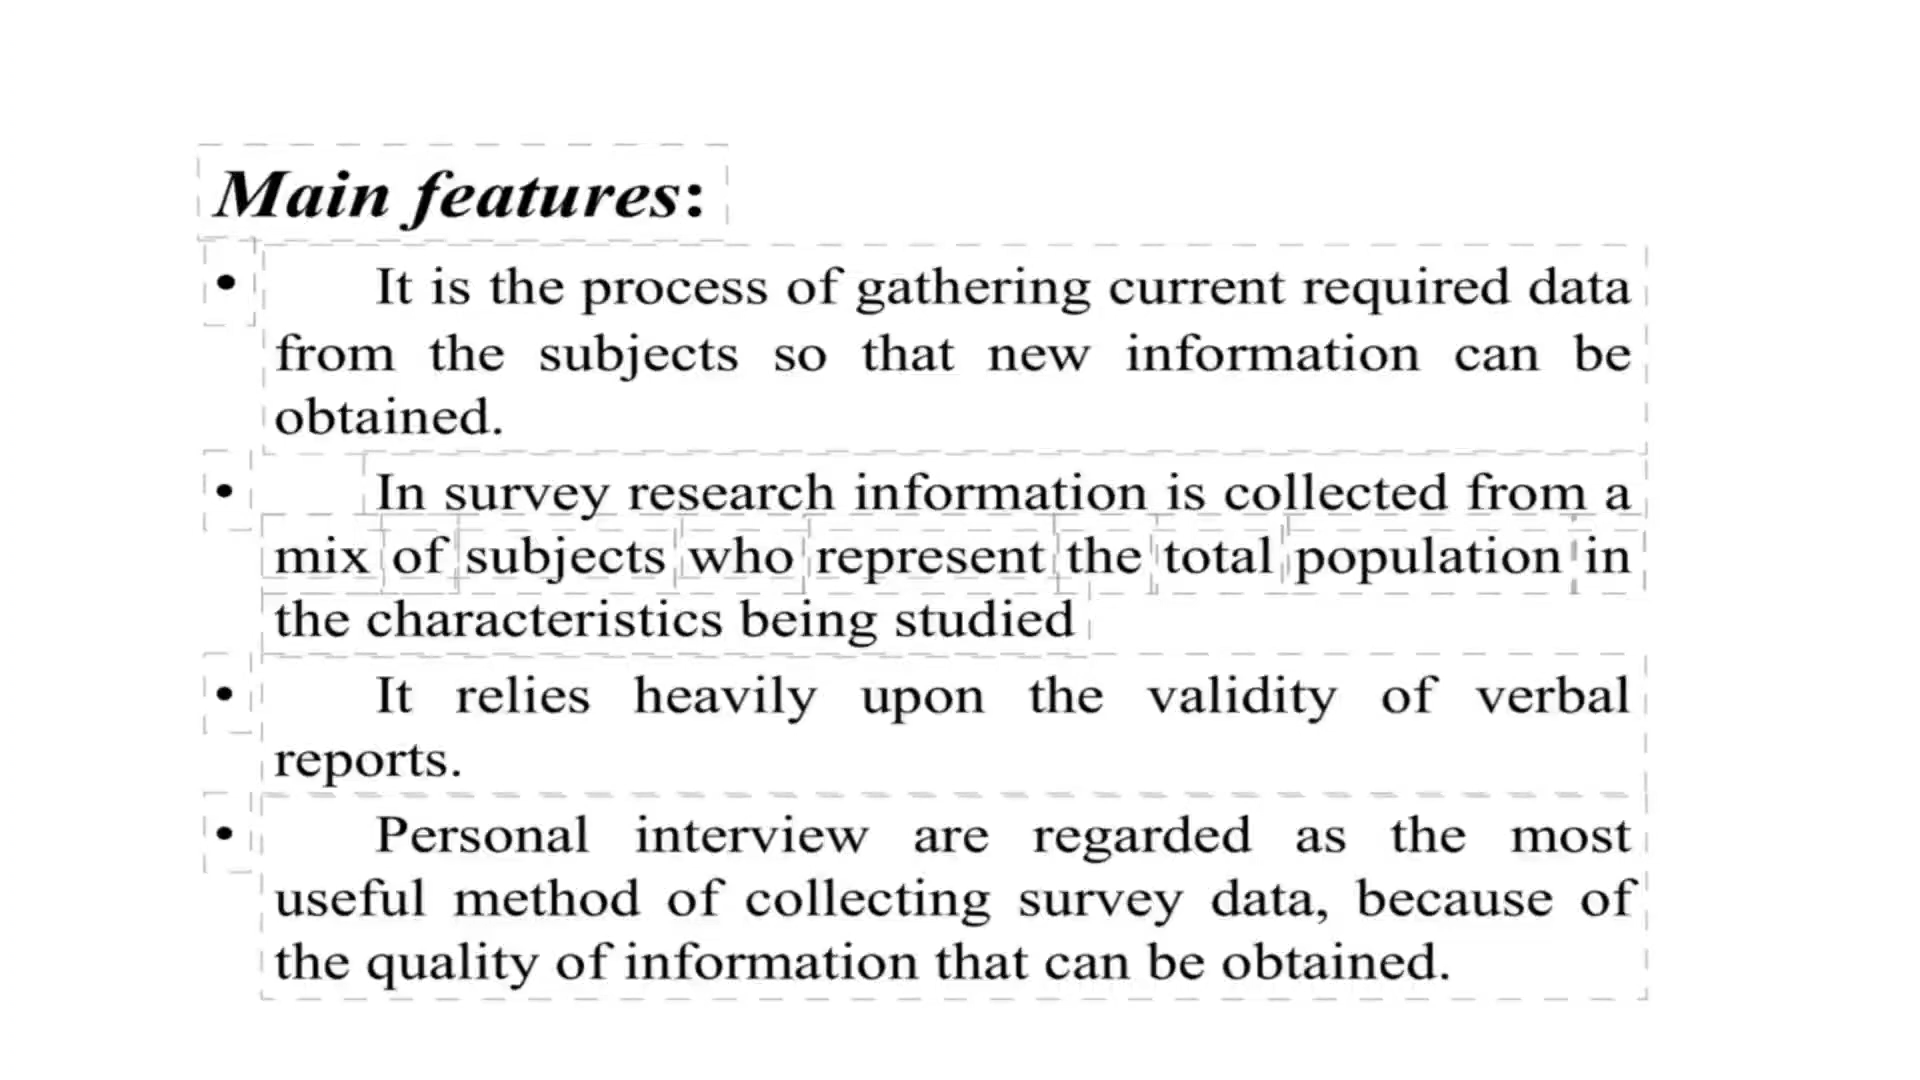 Main features:
• It is the process of gathering current required data
from the subjects so that new information can be
obtained.
• In survey research information is collected from a
mix of subjects who represent the total population in
the characteristics being studied
• It relies heavily upon the validity of verbal
reports.
• Personal interview are regarded as the most
useful method of collecting survey data, because of
the quality of information that can be obtained.